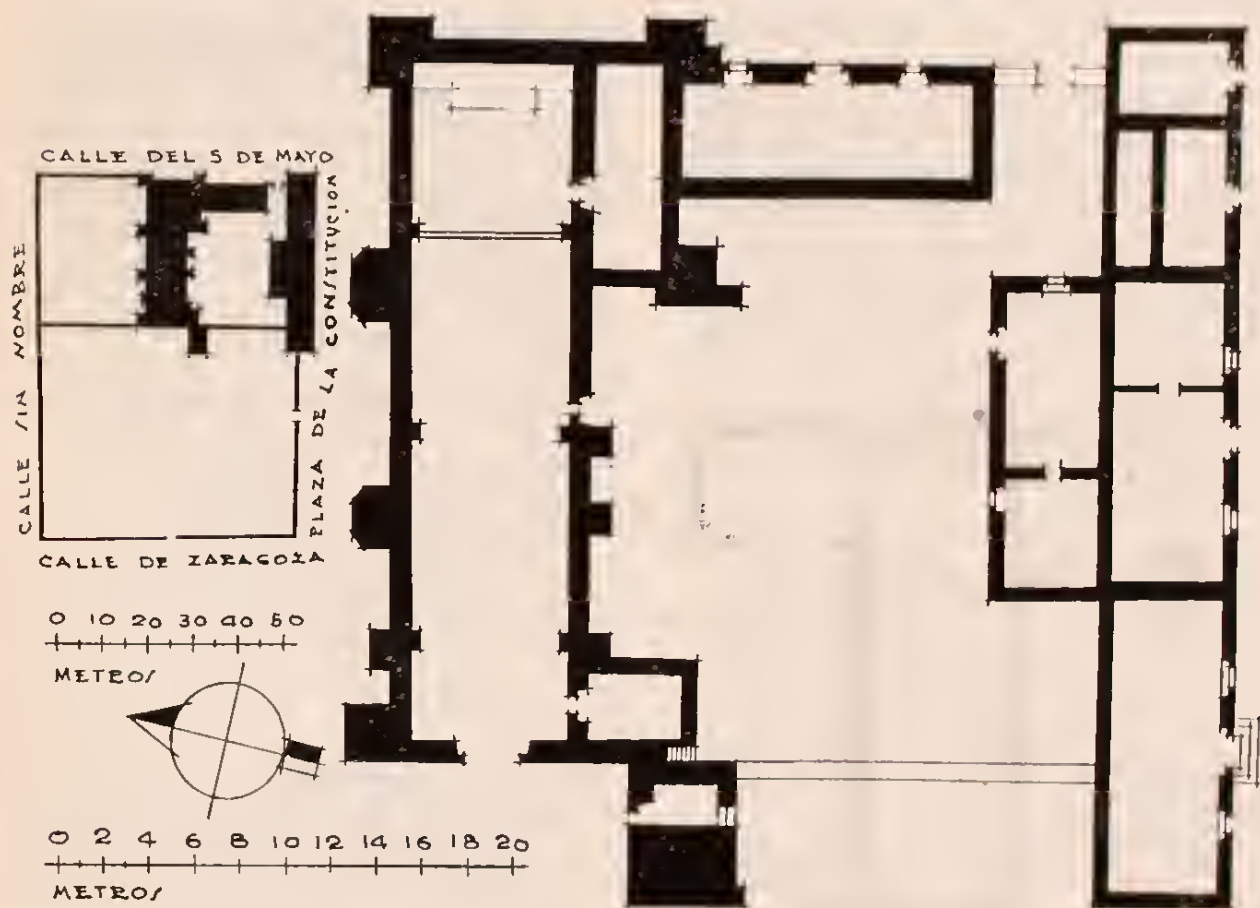 CALLE DEL 5 DE MAYO
CALLE SIN NOMBRE
PLAZA DE LA CONSTITUCION
CALLE DE ZARAGOZA
0 10 20 30 40 50
METROS
0 2 4 6 8 10 12 14 16 18 20
METROS